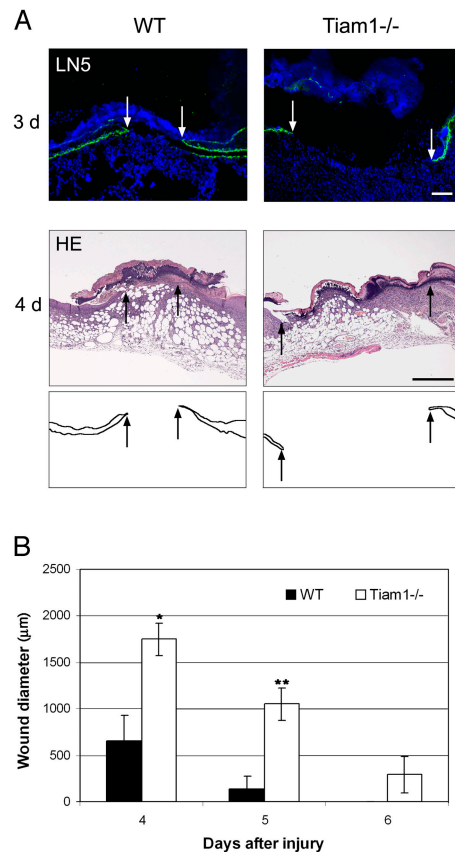 A
WT
Tiam1-/-
LN5
3 d
HE
4 d
B
2500
2000
1500
1000
500
0
Wound diameter (µm)
WT
Tiam1-/-
*
**
4
5
6
Days after injury